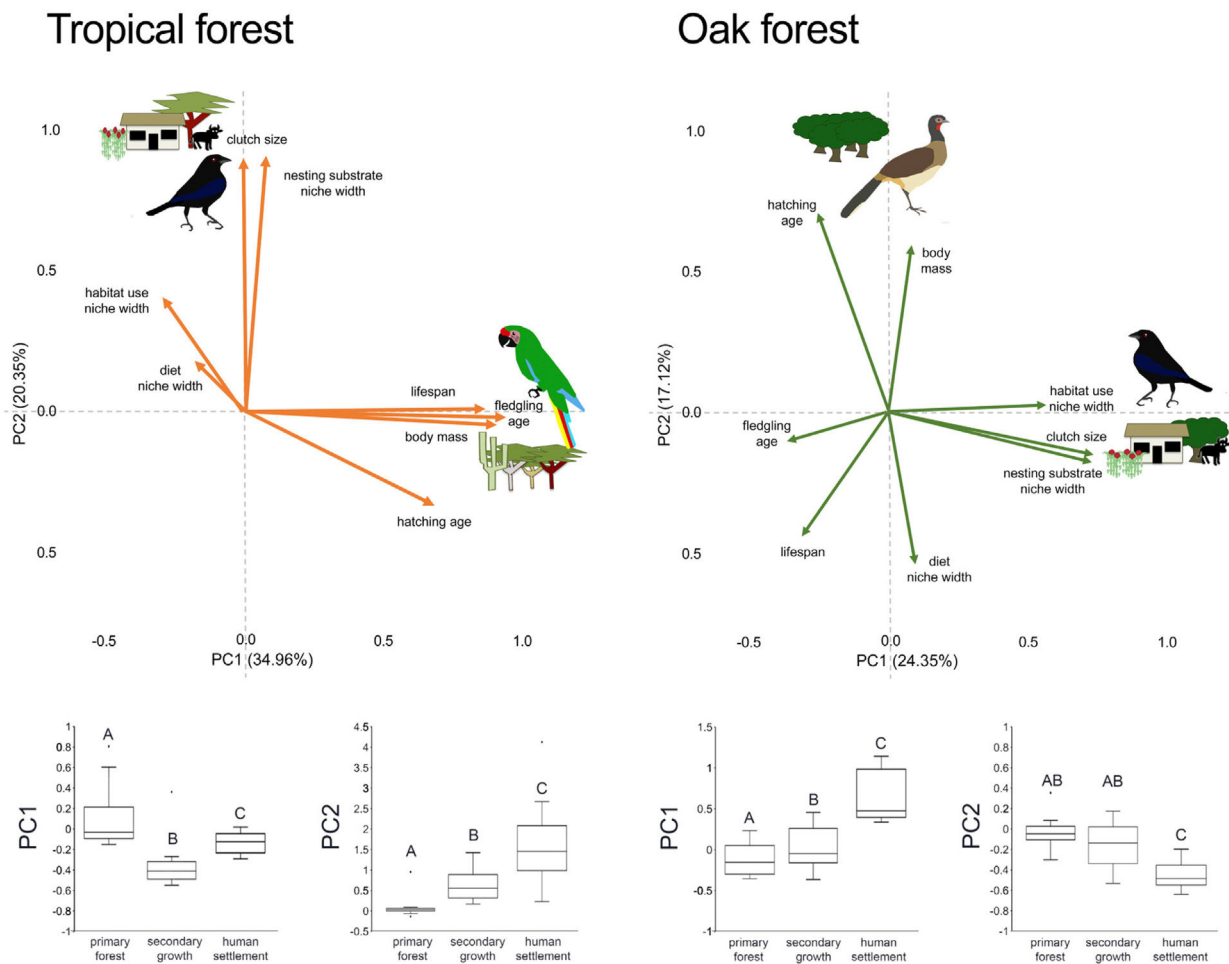 Tropical forest
Oak forest
1.0
clutch size
nesting substrate
niche width
0.5
habitat use
niche width
diet
niche width
lifespan
fledgling
age
0.0
body mass
hatching age
0.5
PC2 (20.35%)
-0.5
0.0
0.5
1.0
PC1 (34.96%)
1.0
hatching
age
body
mass
0.5
habitat use
niche width
0.0
fledgling
age
clutch size
nesting substrate
niche width
lifespan
diet
niche width
0.5
PC2 (17.12%)
-0.5
0.0
0.5
1.0
PC1 (24.35%)
PC1
1
0.8
0.6
0.4
0.2
0
-0.2
-0.4
-0.6
-0.8
-1
A
B
C
primary
forest
secondary
growth
human
settlement
PC2
4.5
4
3.5
3
2.5
2
1.5
1
0.5
0
-0.5
A
B
C
primary
forest
secondary
growth
human
settlement
PC1
1.5
1
0.5
0
-0.5
-1
A
B
C
primary
forest
secondary
growth
human
settlement
PC2
1
0.8
0.6
0.4
0.2
0
-0.2
-0.4
-0.6
-0.8
-1
AB
AB
C
primary
forest
secondary
growth
human
settlement